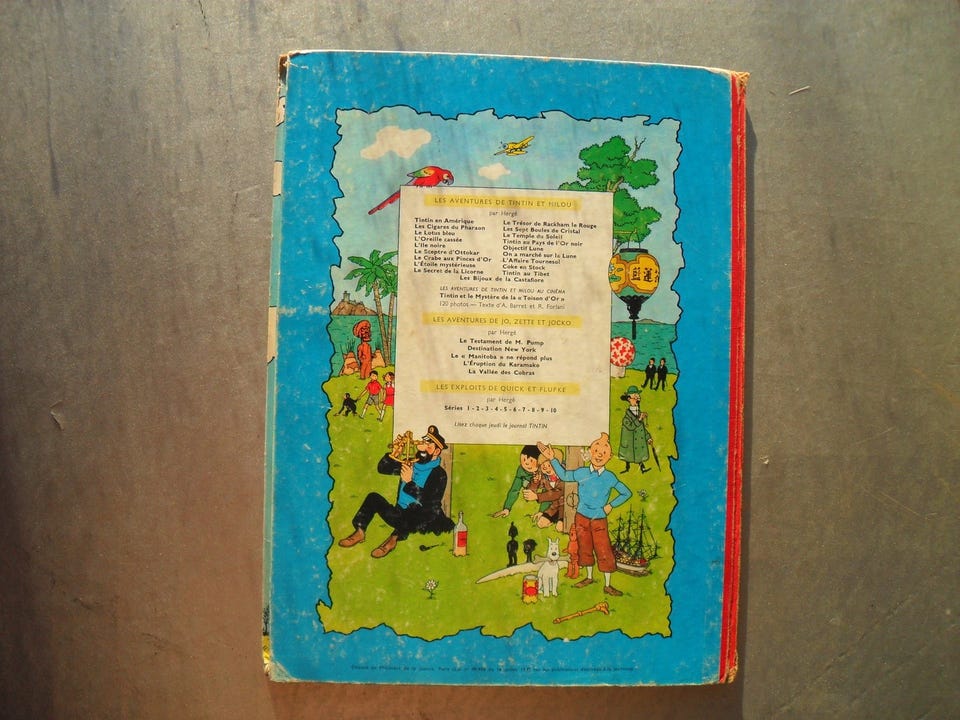 LES AVENTURES DE TINTIN ET MILOU
par Hergé
Tintin en Amérique
Les Cigares du Pharaon
Le Lotus bleu
L'Oreille cassée
L'Ile noire
Le Sceptre d'Ottokar
Le Crabe aux Pinces d'Or
L'Étoile mystérieuse
Le Secret de la Licorne
Le Trésor de Rackham le Rouge
Les Sept Boules de Cristal
Le Temple du Soleil
Tintin au Pays de l'Or noir
Objectif Lune
On a marché sur la Lune
L'Affaire Tournesol
Coke en Stock
Tintin au Tibet
Les Bijoux de la Castafiore
LES AVENTURES DE TINTIN ET MILOU AU CINÉMA
Tintin et le Mystère de la « Toison d'Or »
120 photos — Texte d'A. Barret et R. Forlani
LES AVENTURES DE JO, ZETTE ET JOCKO
par Hergé
Le Testament de M. Pump
Destination New York
Le « Manitoba » ne répond plus
L'Éruption du Karamako
La Vallée des Cobras
LES EXPLOITS DE QUICK ET FLUPKE
par Hergé
Séries 1 - 2 - 3 - 4 - 5 - 6 - 7 - 8 - 9 - 10
Lisez chaque jeudi le journal TINTIN